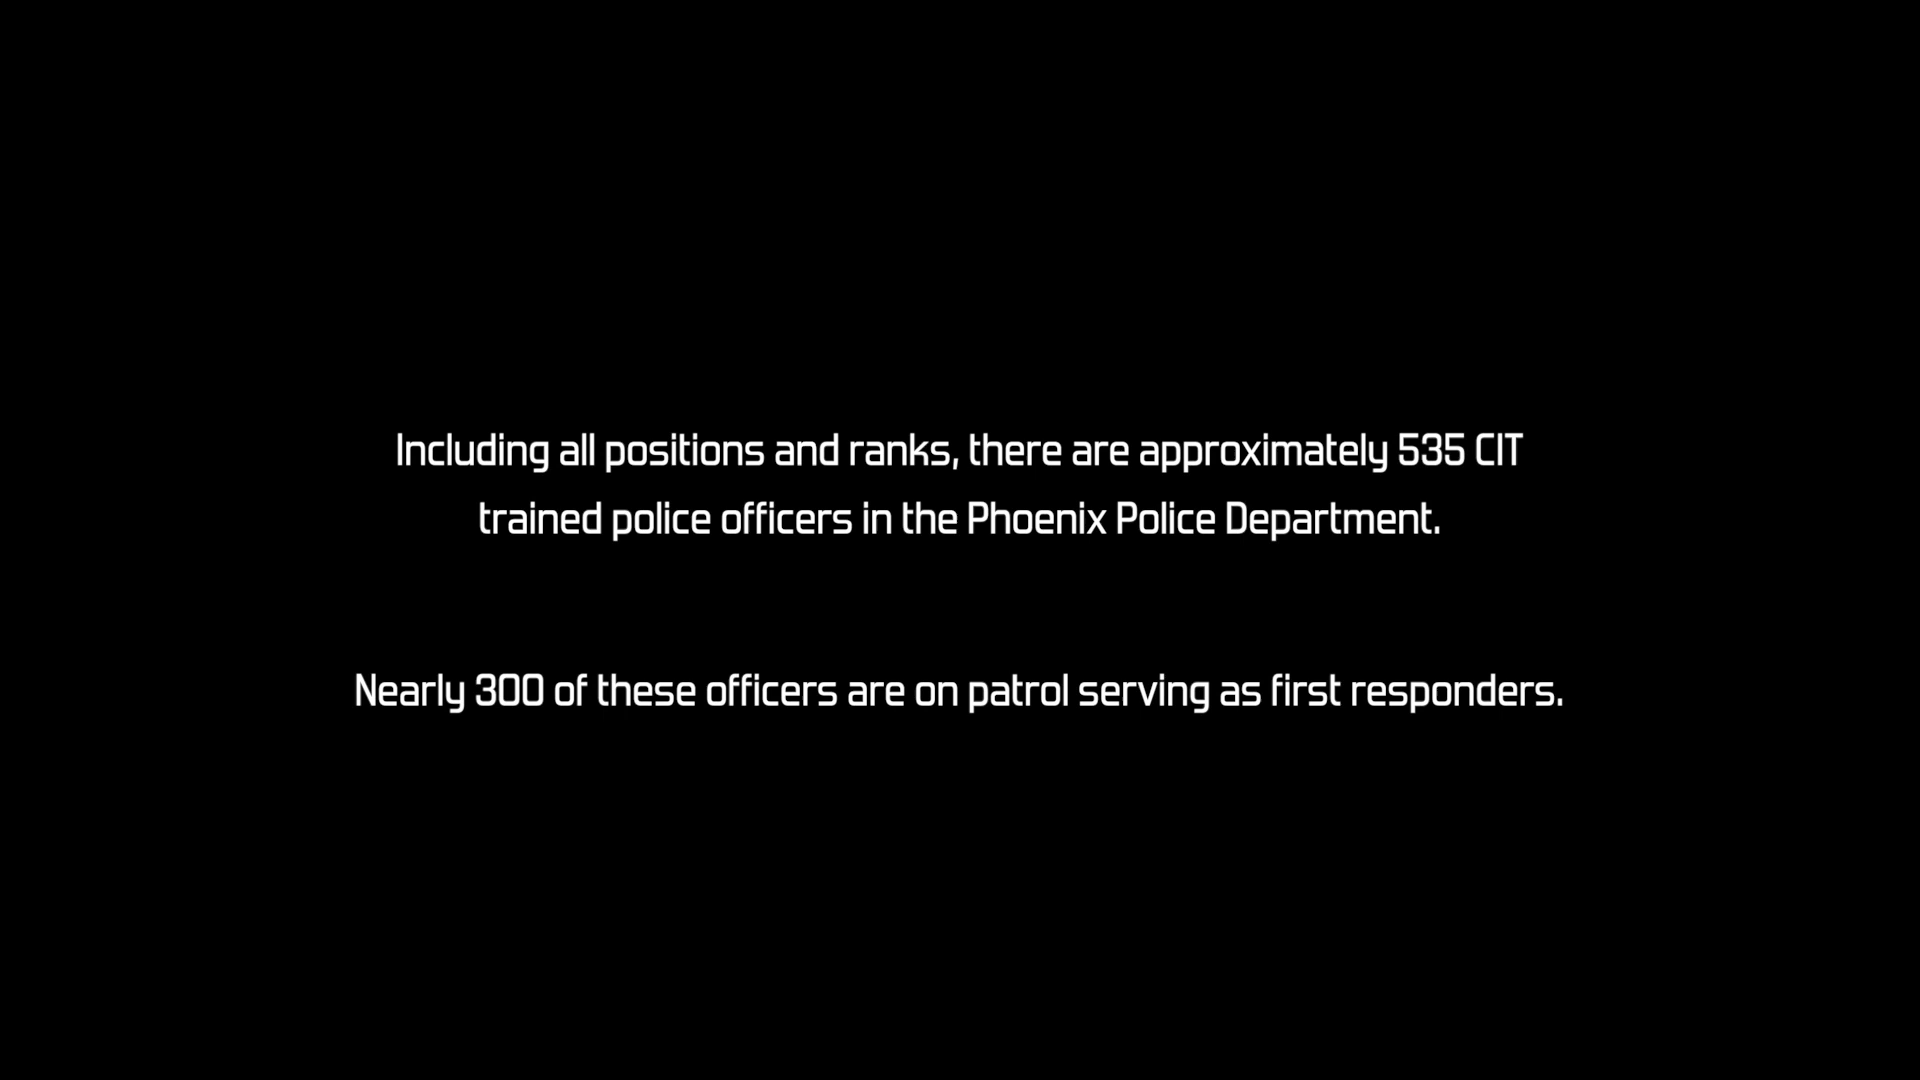 Including all positions and ranks, there are approximately 535 CIT
trained police officers in the Phoenix Police Department.
Nearly 300 of these officers are on patrol serving as first responders.